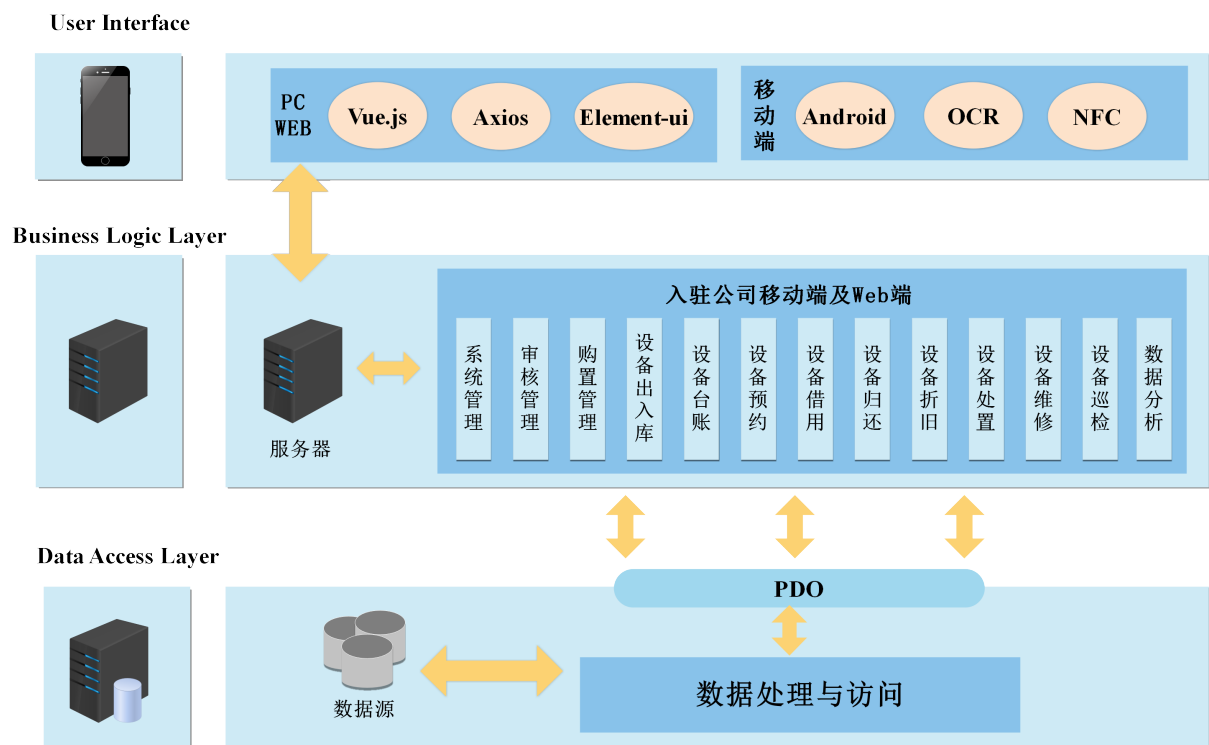 User Interface
PC
WEB
Vue.js
Axios
Element-ui
移动端
Android
OCR
NFC
Business Logic Layer
服务器
入驻公司移动端及Web端
系统管理
审核管理
购置管理
设备出入库
设备台账
设备预约
设备借用
设备归还
设备折旧
设备处置
设备维修
设备巡检
数据分析
Data Access Layer
PDO
数据源
数据处理与访问